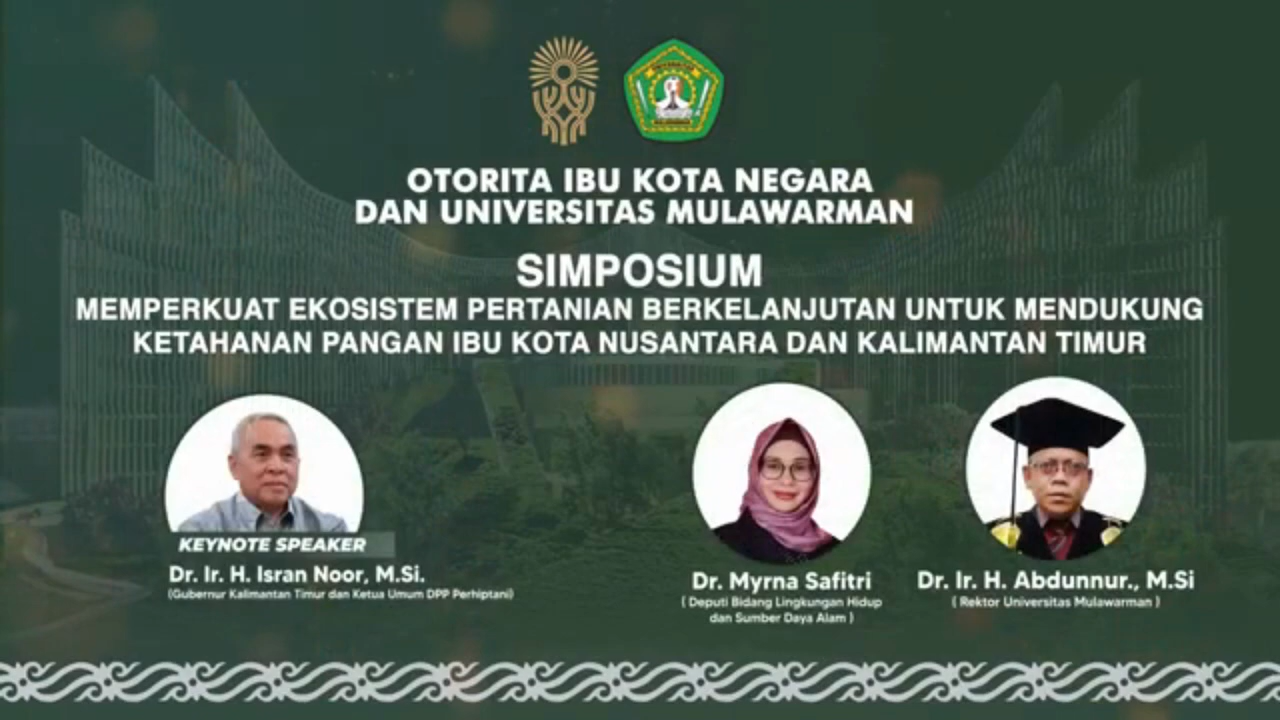 OTORITA IBU KOTA NEGARA
DAN UNIVERSITAS MULAWARMAN
SIMPOSIUM
MEMPERKUAT EKOSISTEM PERTANIAN BERKELANJUTAN UNTUK MENDUKUNG
KETAHANAN PANGAN IBU KOTA NUSANTARA DAN KALIMANTAN TIMUR
KEYNOTE SPEAKER
Dr. Ir. H. Isran Noor, M.Si.
(Gubernur Kalimantan Timur dan Ketua Umum DPP Perhiptani)
Dr. Myrna Safitri
( Deputi Bidang Lingkungan Hidup
dan Sumber Daya Alam )
Dr. Ir. H. Abdunnur., M.Si
( Rektor Universitas Mulawarman )